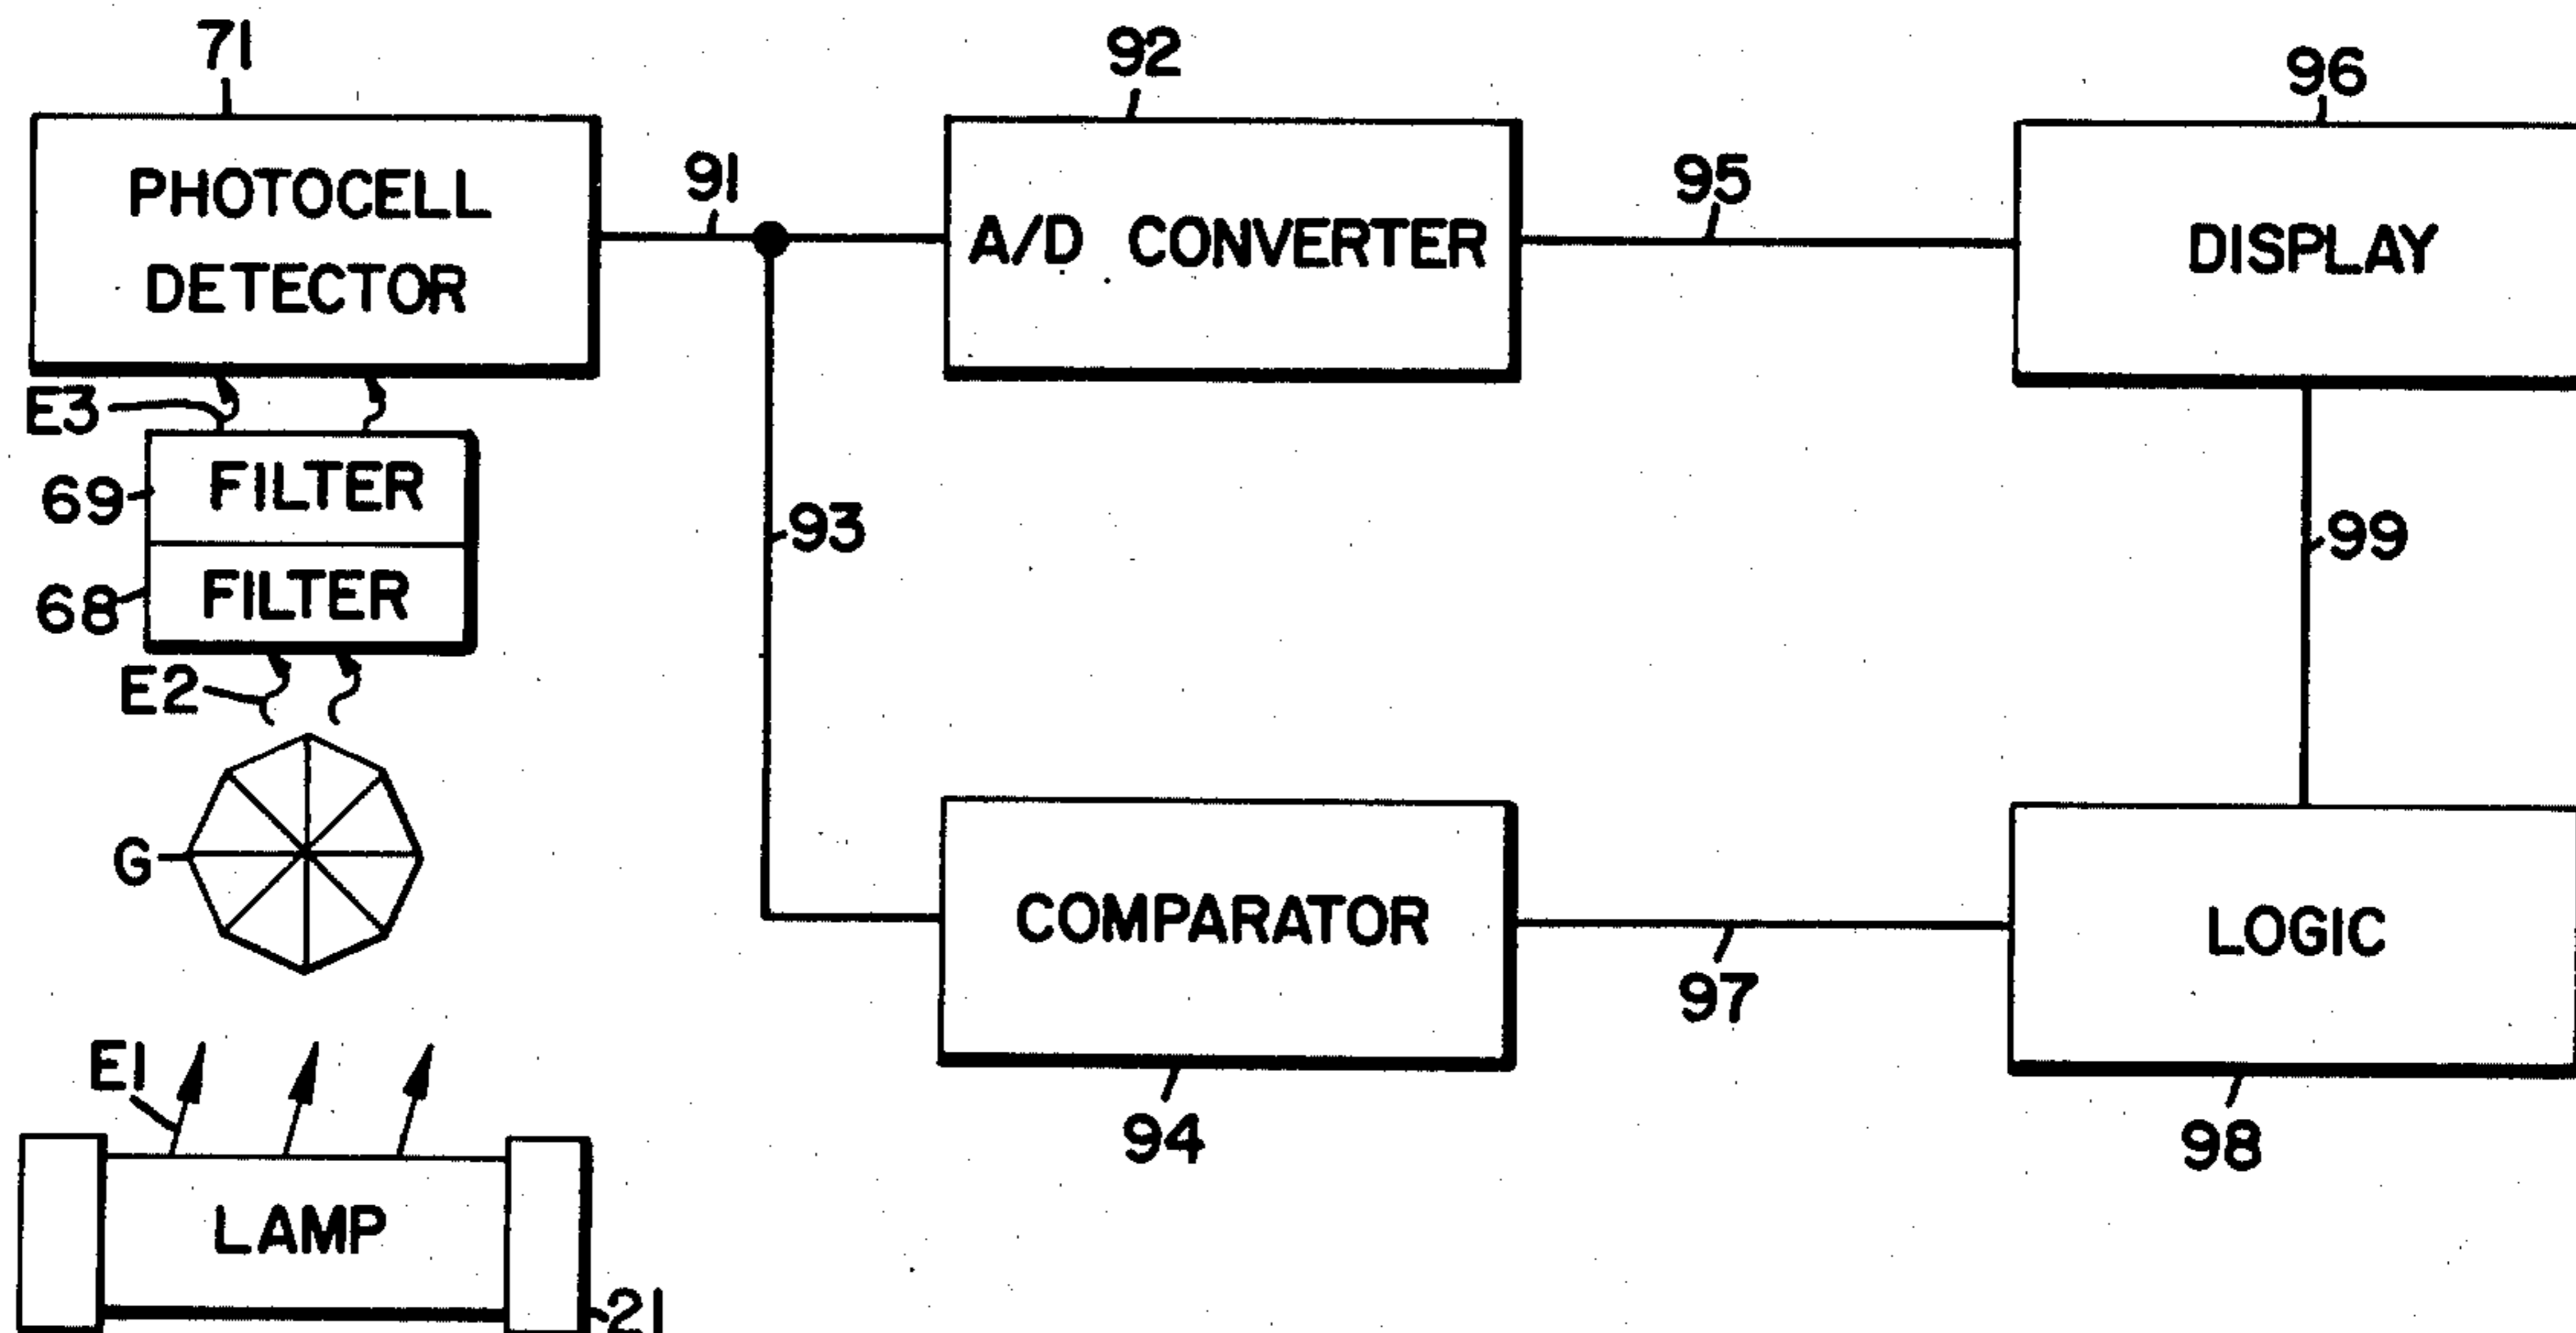 71
92
96
PHOTOCELL
DETECTOR
91
A/D CONVERTER
95
DISPLAY
E3
69
FILTER
93
99
68
FILTER
E2
G
COMPARATOR
LOGIC
97
E1
94
98
LAMP
21